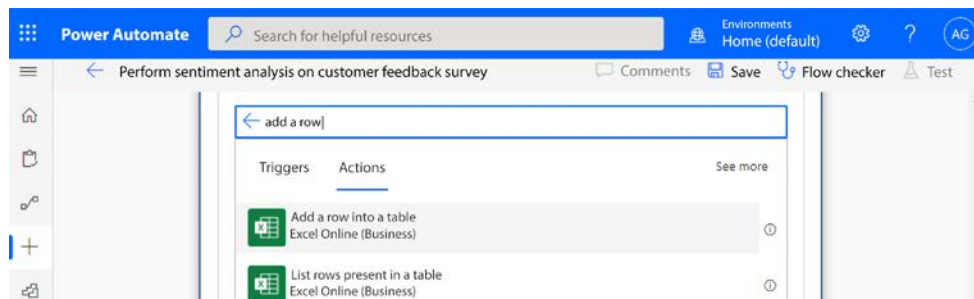 Power Automate
Search for helpful resources
Environments
Home (default)
?
AG
Perform sentiment analysis on customer feedback survey
Comments
Save
Flow checker
Test
add a row
Triggers
Actions
See more
Add a row into a table
Excel Online (Business)
List rows present in a table
Excel Online (Business)